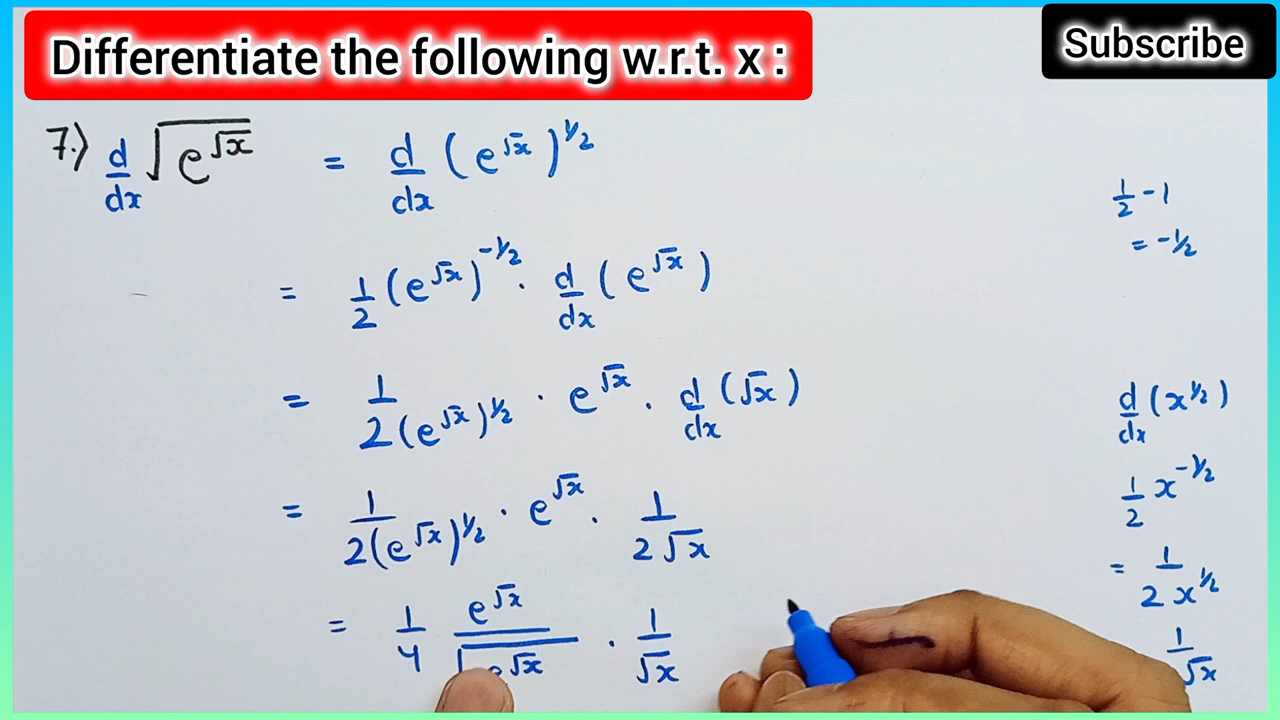 Differentiate the following w.r.t. x :
Subscribe
7.) d/dx √(e^√x) = d/dx (e^√x)^1/2
= 1/2 (e^√x)^-1/2 · d/dx (e^√x)
= 1/2(e^√x)^1/2 · e^√x · d/dx (√x)
= 1/2(e^√x)^1/2 · e^√x · 1/2√x
= 1/4 e^√x/√(e^√x) · 1/√x
1/2 - 1
= -1/2
d/dx (x^1/2)
1/2 x^-1/2
= 1/2x^1/2
1/√x